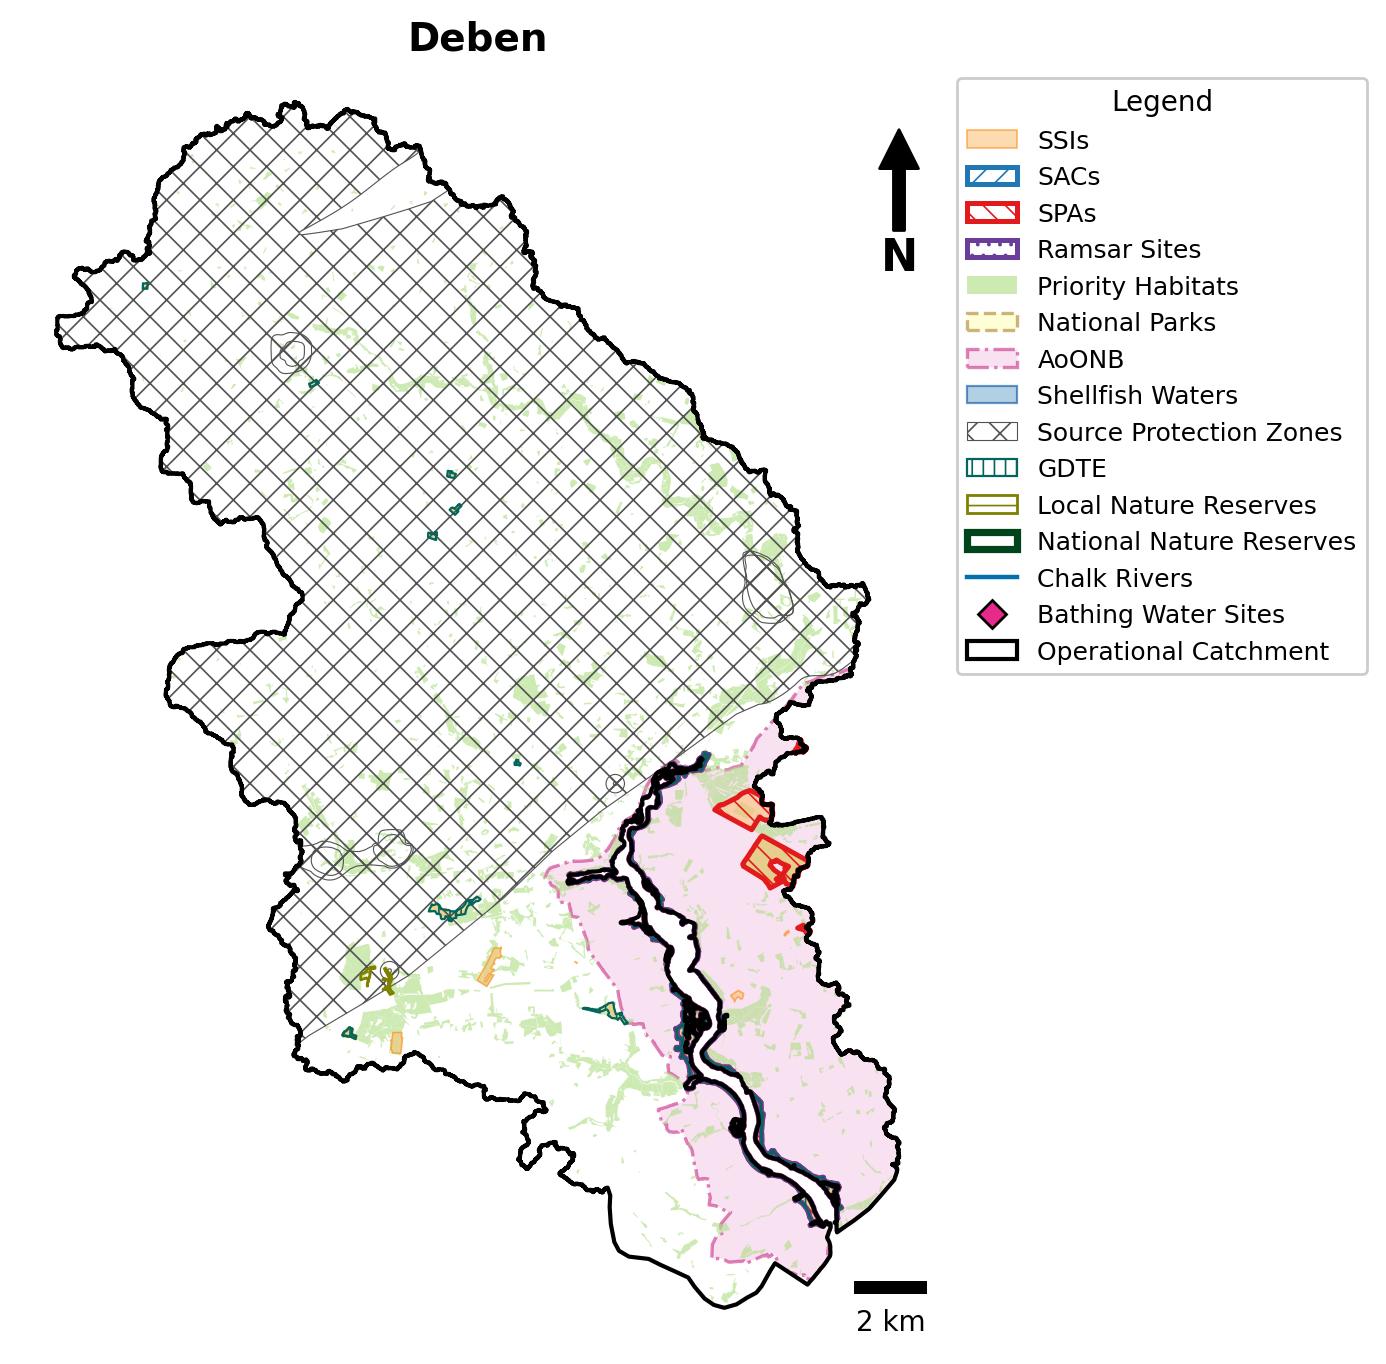 Deben
Legend
SSIs
SACs
SPAs
Ramsar Sites
Priority Habitats
National Parks
AoONB
Shellfish Waters
Source Protection Zones
GDTE
Local Nature Reserves
National Nature Reserves
Chalk Rivers
Bathing Water Sites
Operational Catchment
N
2 km